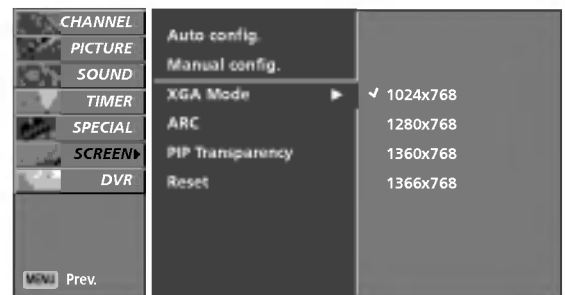 CHANNEL
PICTURE
SOUND
TIMER
SPECIAL
SCREEN
DVR
MENU Prev.
Auto config.
Manual config.
XGA Mode
ARC
PIP Transparency
Reset
1024x768
1280x768
1360x768
1366x768